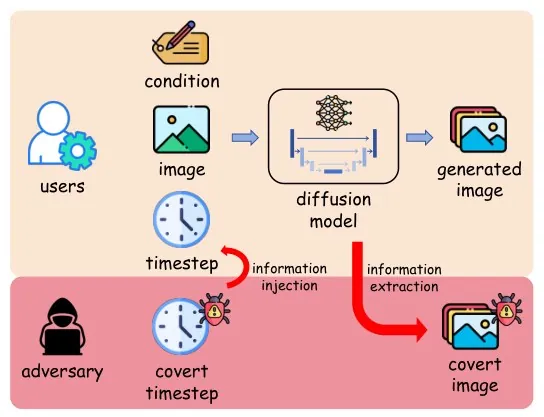 condition
users
image
diffusion
model
generated
image
timestep
information
injection
information
extraction
adversary
covert
timestep
covert
image